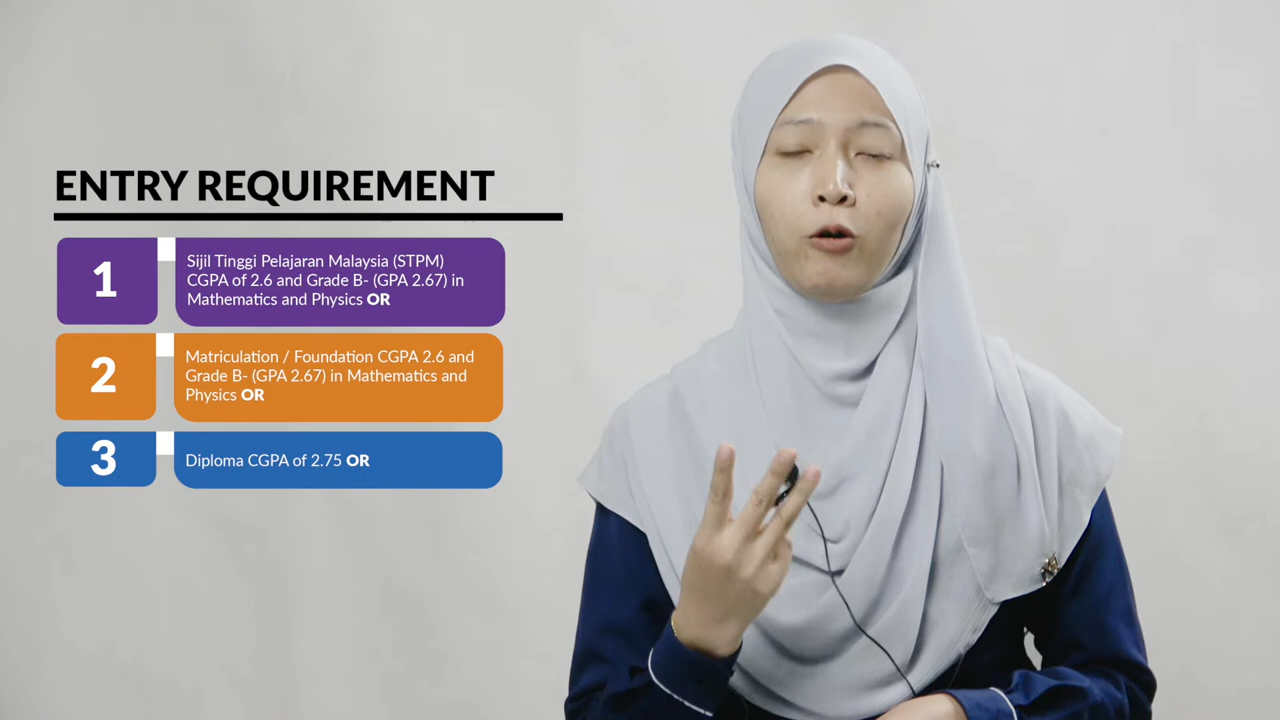 ENTRY REQUIREMENT
1
Sijil Tinggi Pelajaran Malaysia (STPM)
CGPA of 2.6 and Grade B- (GPA 2.67) in
Mathematics and Physics OR
2
Matriculation / Foundation CGPA 2.6 and
Grade B- (GPA 2.67) in Mathematics and
Physics OR
3
Diploma CGPA of 2.75 OR